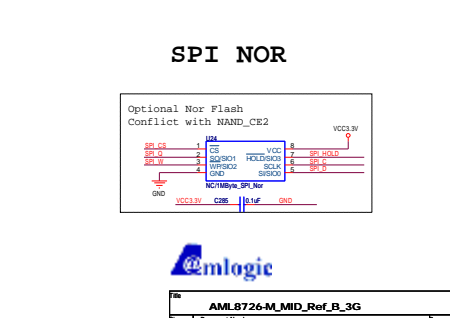 SPI NOR
Optional Nor Flash
Conflict with NAND_CE2
VCC3.3V
U24
SPI_CS 1 CS VCC 8
SPI_Q 2 SO/SIO1 HOLD/SIO3 7 SPI_HOLD
SPI_W 3 WP/SIO2 SCLK 6 SPI_C
4 GND SI/SIO0 5 SPI_D
NC/1MByte_SPI_Nor
GND
VCC3.3V C285 0.1uF GND
@mlogic
Title
AML8726-M_MID_Ref_B_3G